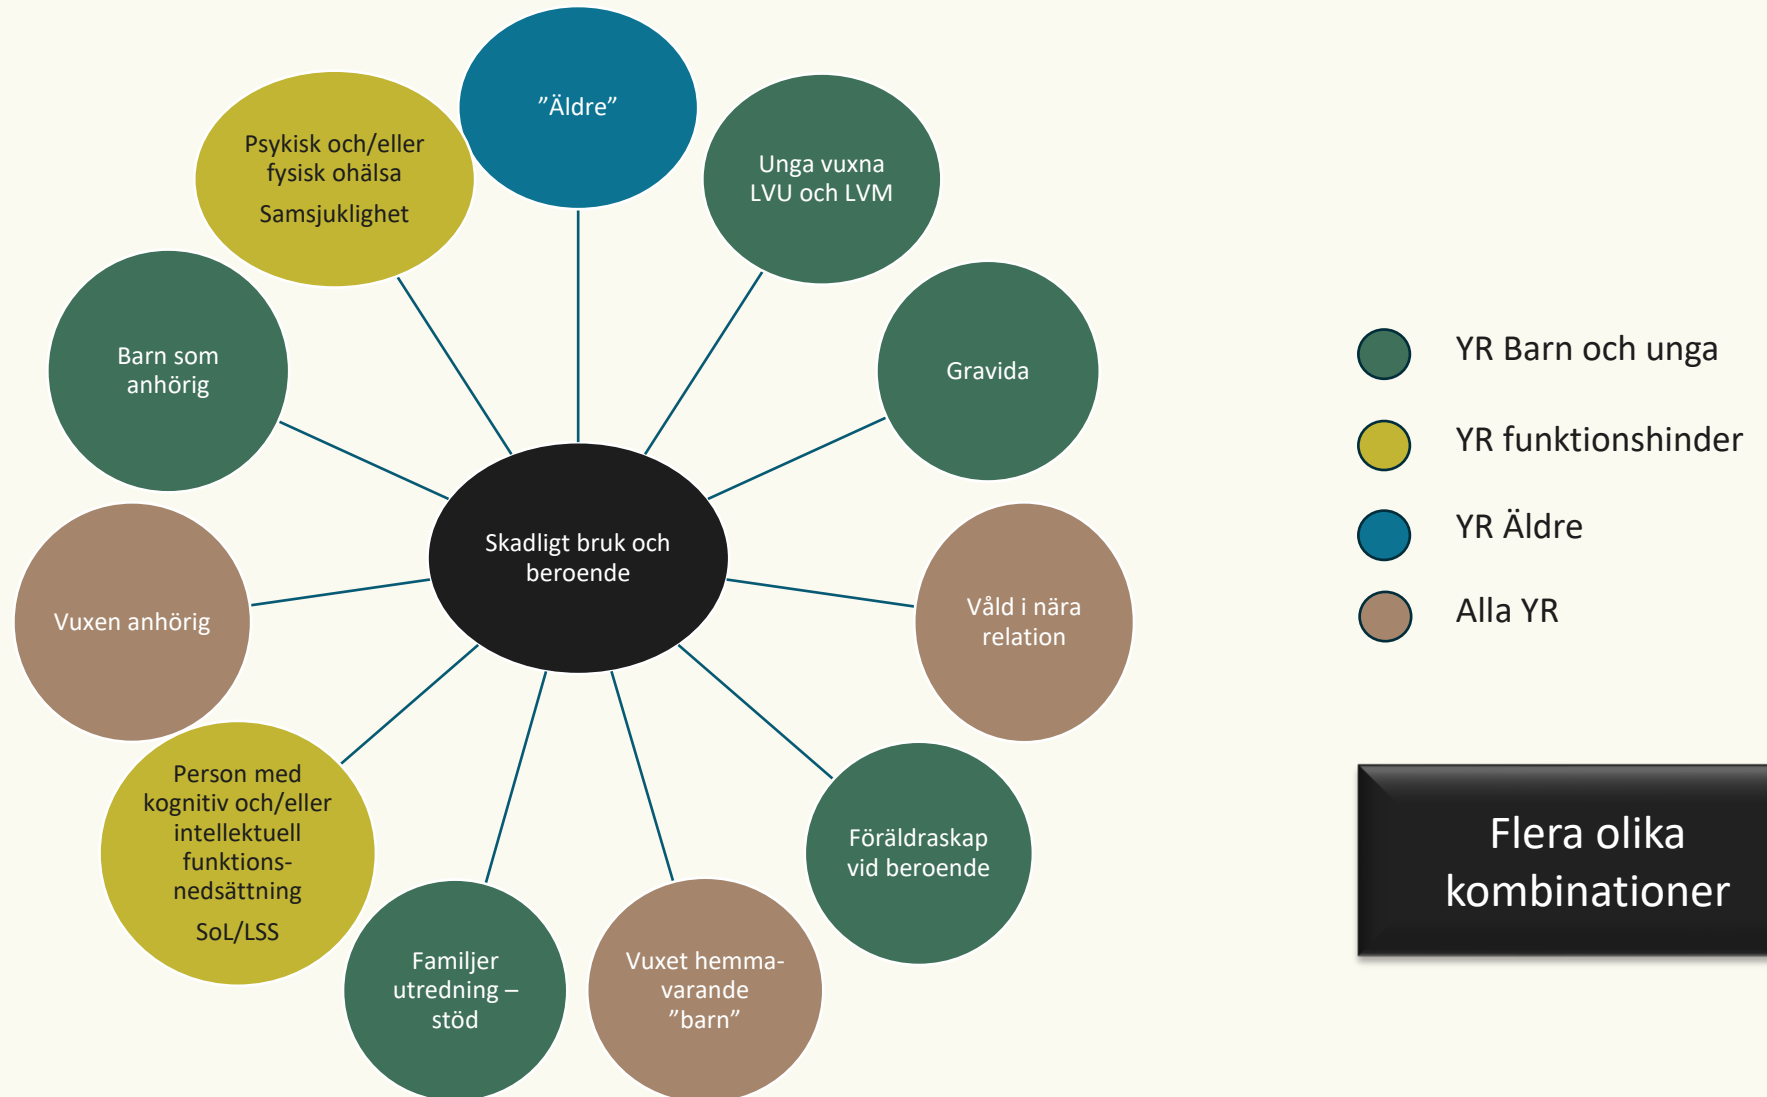 ”Äldre”
Psykisk och/eller
fysisk ohälsa
Samsjuklighet
Unga vuxna
LVU och LVM
Barn som
anhörig
Gravida
Skadligt bruk och
beroende
Vuxen anhörig
Våld i nära
relation
Person med
kognitiv och/eller
intellektuell
funktions-
nedsättning
SoL/LSS
Föräldraskap
vid beroende
Familjer
utredning –
stöd
Vuxet hemma-
varande
”barn”
YR Barn och unga
YR funktionshinder
YR Äldre
Alla YR
Flera olika
kombinationer